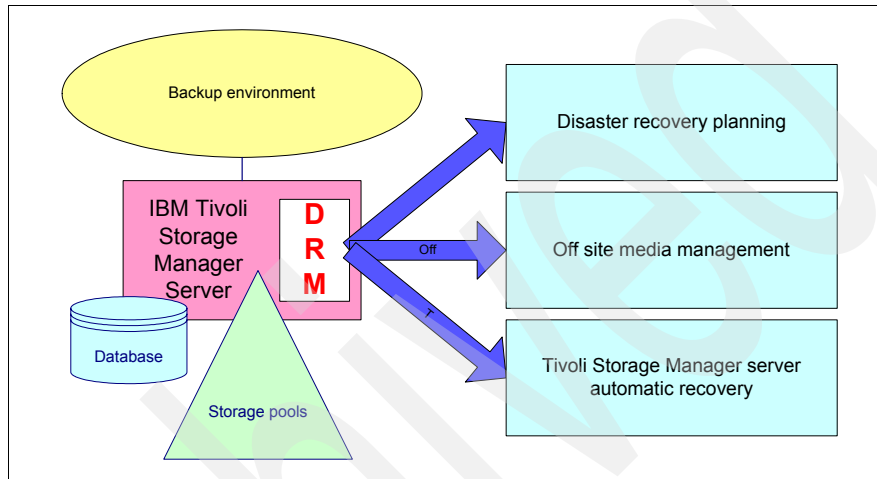 Backup environment
IBM Tivoli
Storage
Manager
Server
D
R
M
Database
Storage pools
Off
T
Disaster recovery planning
Off site media management
Tivoli Storage Manager server
automatic recovery